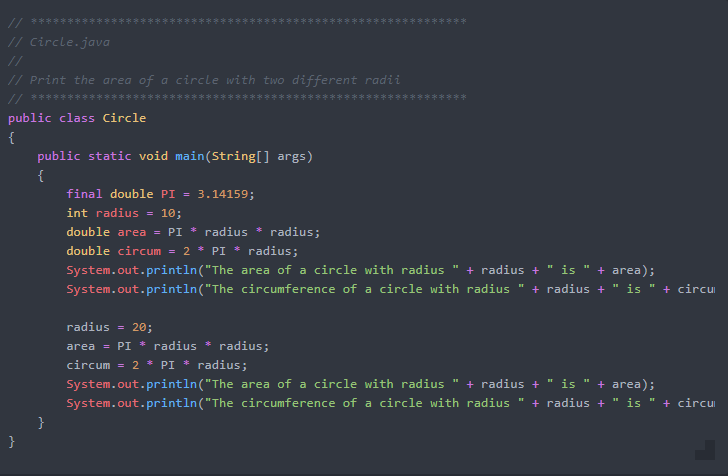 // ************************************************************
// Circle.java
//
// Print the area of a circle with two different radii
// ************************************************************
public class Circle
{
    public static void main(String[] args)
    {
        final double PI = 3.14159;
        int radius = 10;
        double area = PI * radius * radius;
        double circum = 2 * PI * radius;
        System.out.println("The area of a circle with radius " + radius + " is " + area);
        System.out.println("The circumference of a circle with radius " + radius + " is " + circu

        radius = 20;
        area = PI * radius * radius;
        circum = 2 * PI * radius;
        System.out.println("The area of a circle with radius " + radius + " is " + area);
        System.out.println("The circumference of a circle with radius " + radius + " is " + circu
    }
}